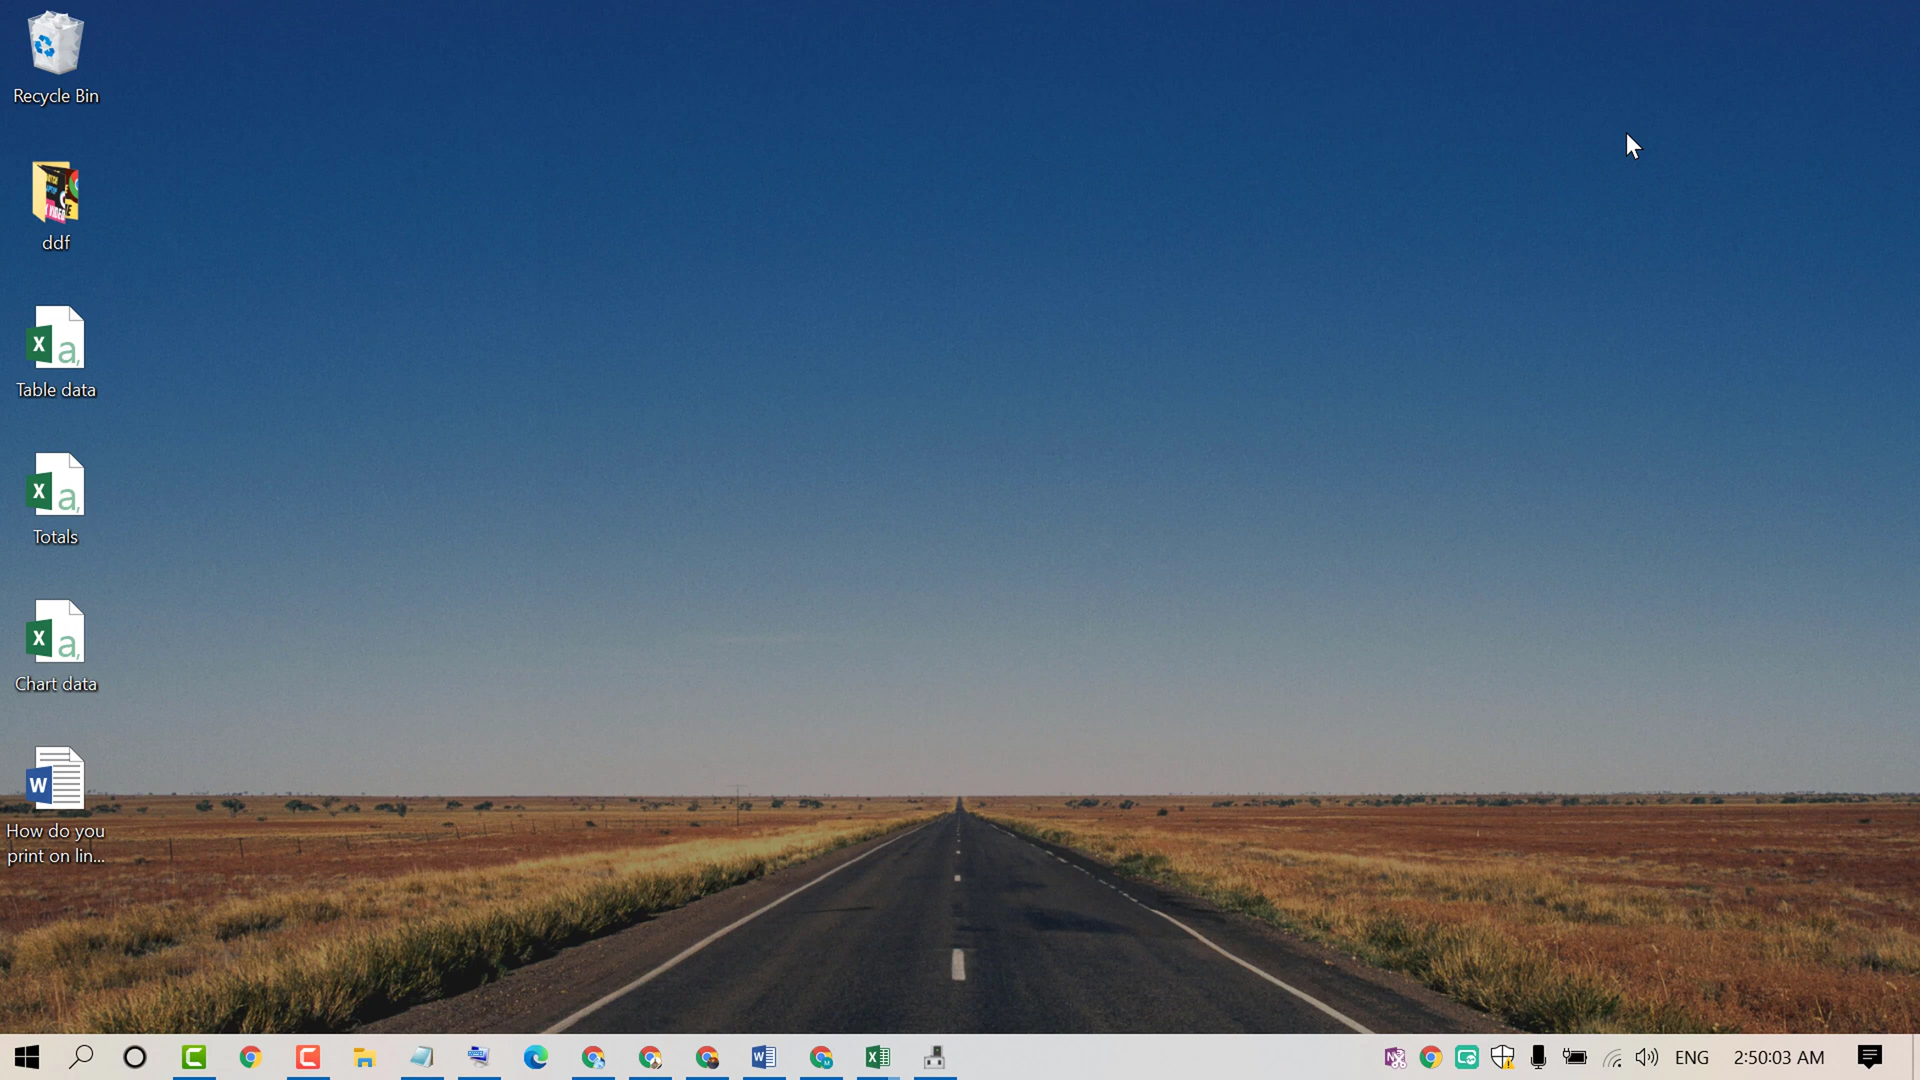 Recycle Bin
ddf
Table data
Totals
Chart data
How do you
print on lin...
ENG
2:50:03 AM